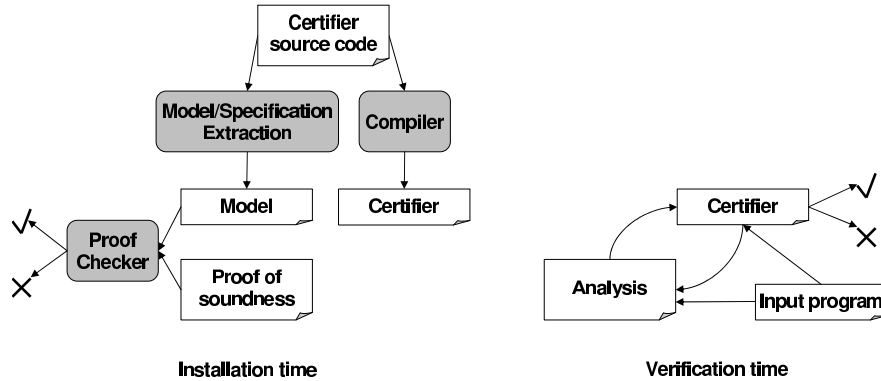 Certifier
source code
Model/Specification
Extraction
Compiler
Model
Certifier
Proof
Checker
Proof of
soundness
Installation time
Certifier
Analysis
Input program
Verification time